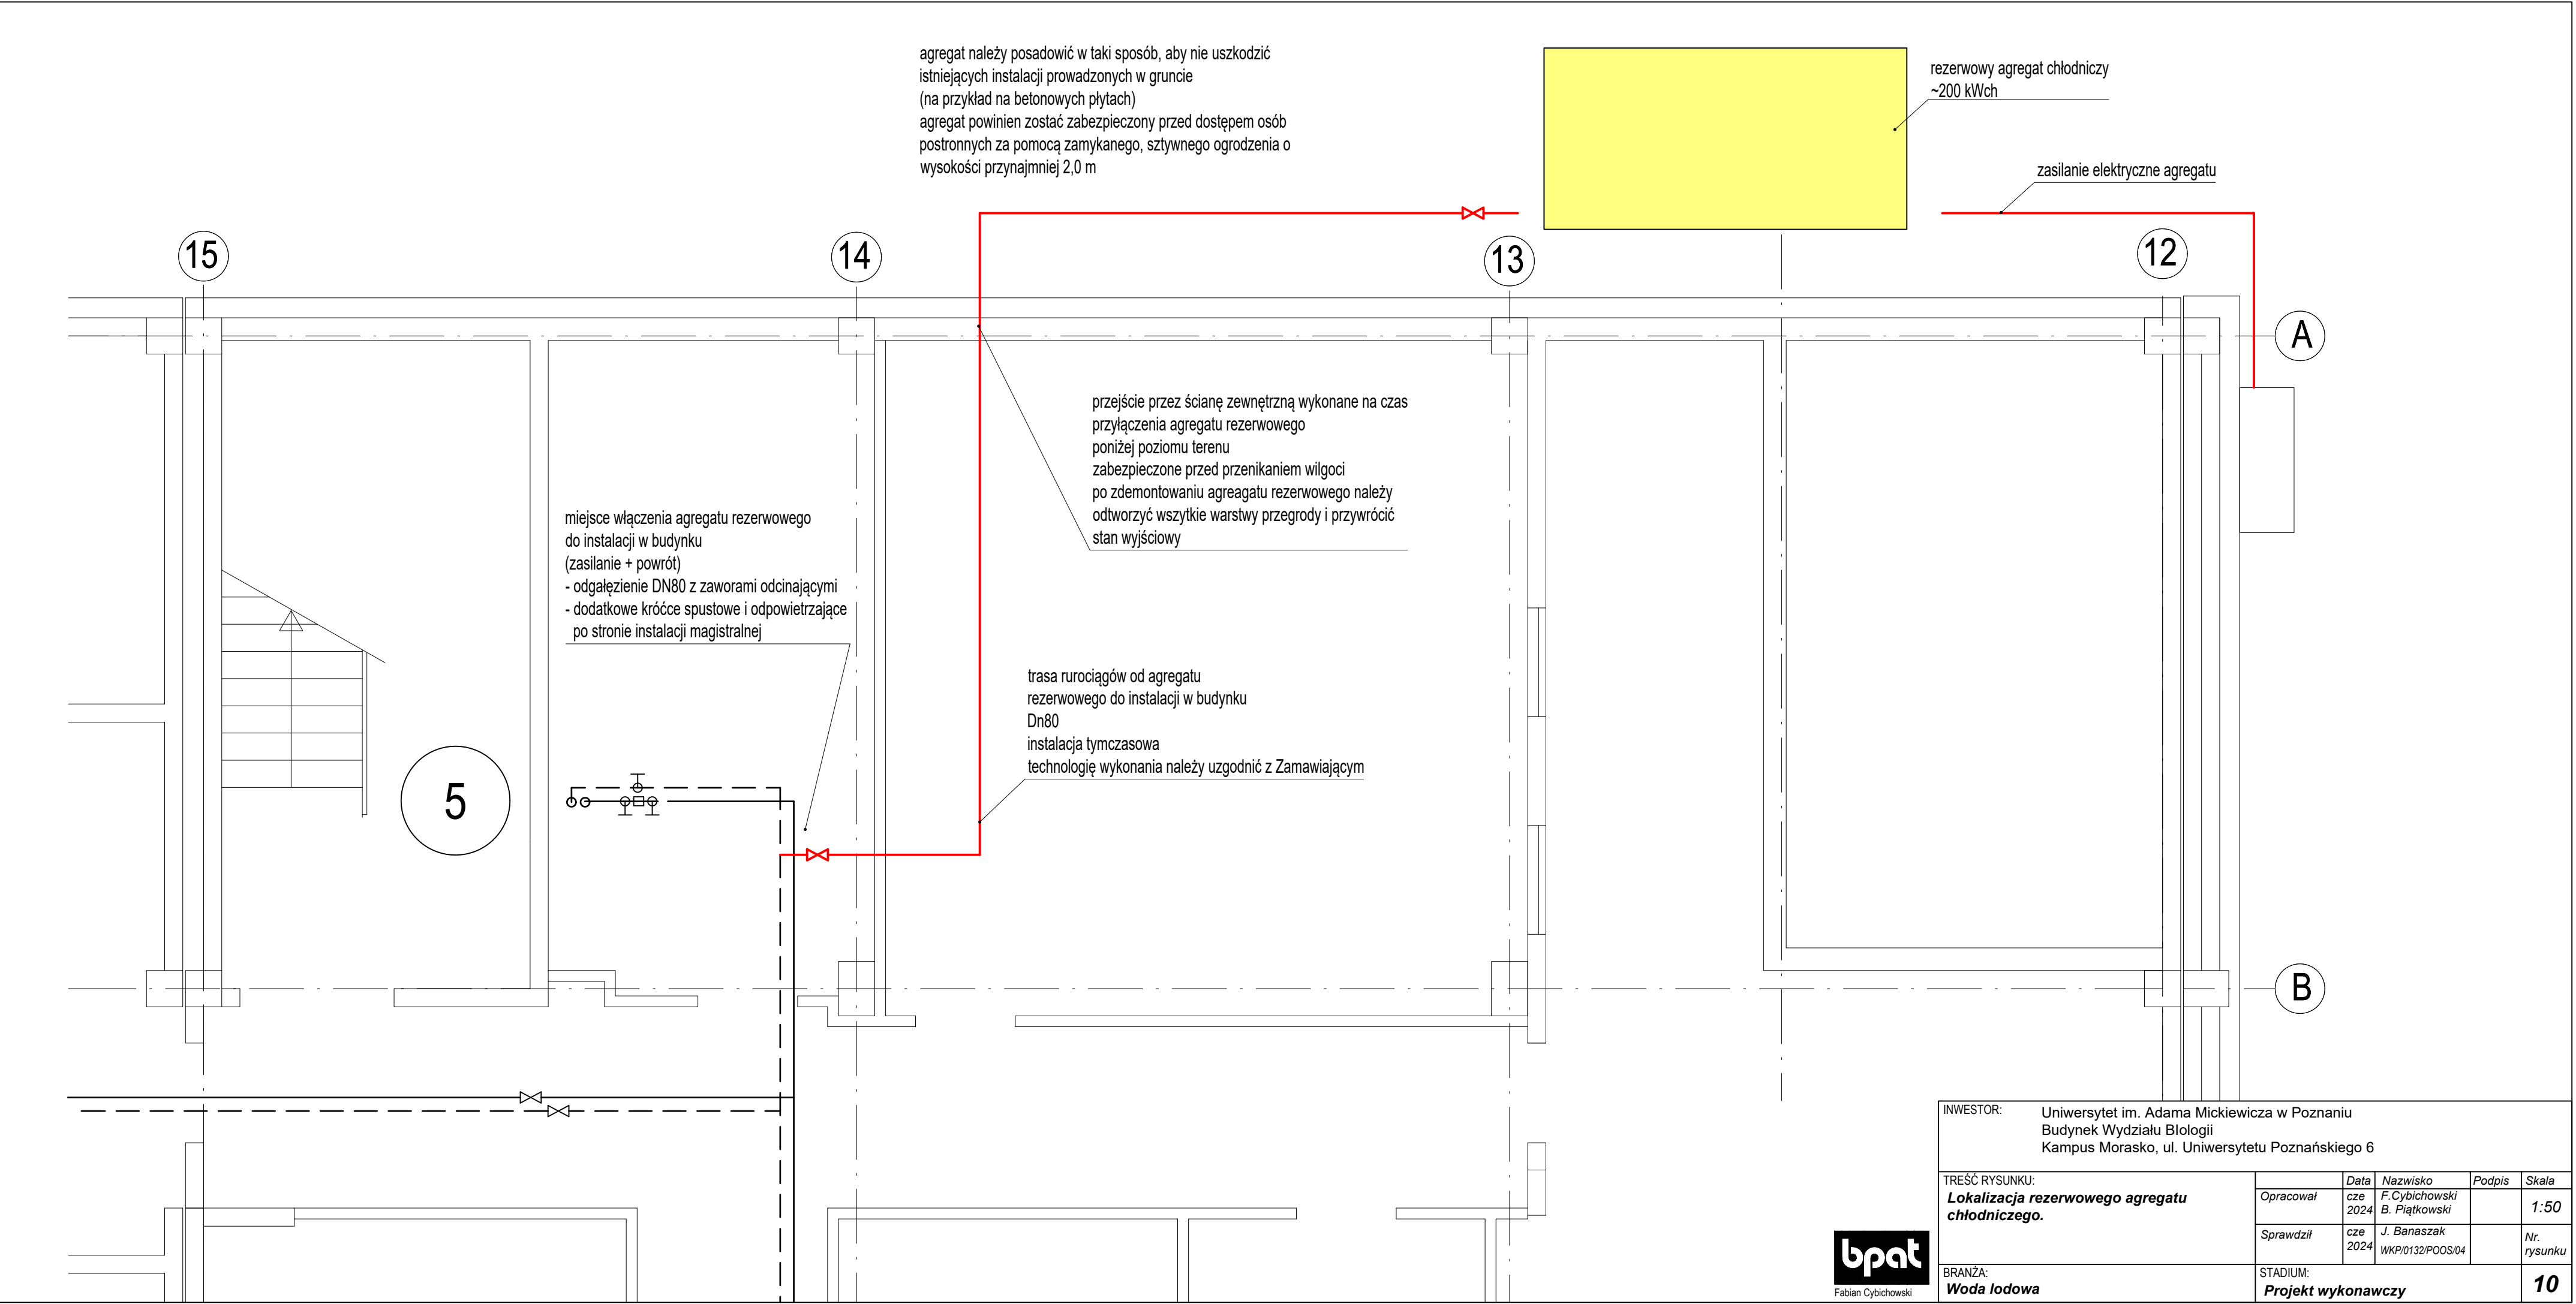 agregat należy posadowić w taki sposób, aby nie uszkodzić
istniejących instalacji prowadzonych w gruncie
(na przykład na betonowych płytach)
agregat powinien zostać zabezpieczony przed dostępem osób
postronnych za pomocą zamykanego, sztywnego ogrodzenia o
wysokości przynajmniej 2,0 m
rezerwowy agregat chłodniczy
~200 kWch
zasilanie elektryczne agregatu
15
14
13
12
A
przejście przez ścianę zewnętrzną wykonane na czas
przyłączenia agregatu rezerwowego
poniżej poziomu terenu
zabezpieczone przed przenikaniem wilgoci
po zdemontowaniu agreagatu rezerwowego należy
odtworzyć wszytkie warstwy przegrody i przywrócić
stan wyjściowy
miejsce włączenia agregatu rezerwowego
do instalacji w budynku
(zasilanie + powrót)
- odgałęzienie DN80 z zaworami odcinającymi
- dodatkowe króćce spustowe i odpowietrzające
po stronie instalacji magistralnej
trasa rurociągów od agregatu
rezerwowego do instalacji w budynku
Dn80
instalacja tymczasowa
technologię wykonania należy uzgodnić z Zamawiającym
5
B
INWESTOR:
Uniwersytet im. Adama Mickiewicza w Poznaniu
Budynek Wydziału BIologii
Kampus Morasko, ul. Uniwersytetu Poznańskiego 6
TREŚĆ RYSUNKU:
Lokalizacja rezerwowego agregatu
chłodniczego.
Data Nazwisko Podpis Skala
Opracował cze 2024 F.Cybichowski B. Piątkowski 1:50
Sprawdził cze 2024 J. Banaszak WKP/0132/POOS/04 Nr. rysunku
BRANŻA:
Woda lodowa
STADIUM:
Projekt wykonawczy
10
bpat
Fabian Cybichowski